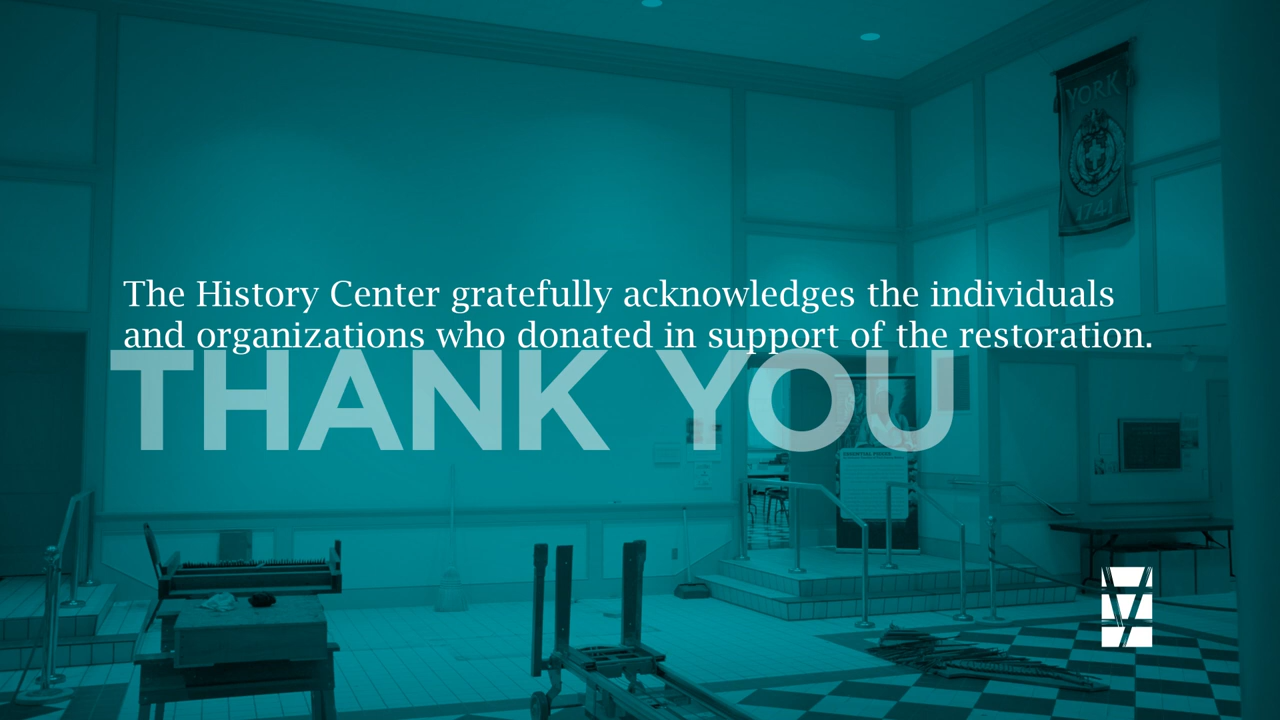 YORK
1741
The History Center gratefully acknowledges the individuals
and organizations who donated in support of the restoration.
THANK YOU